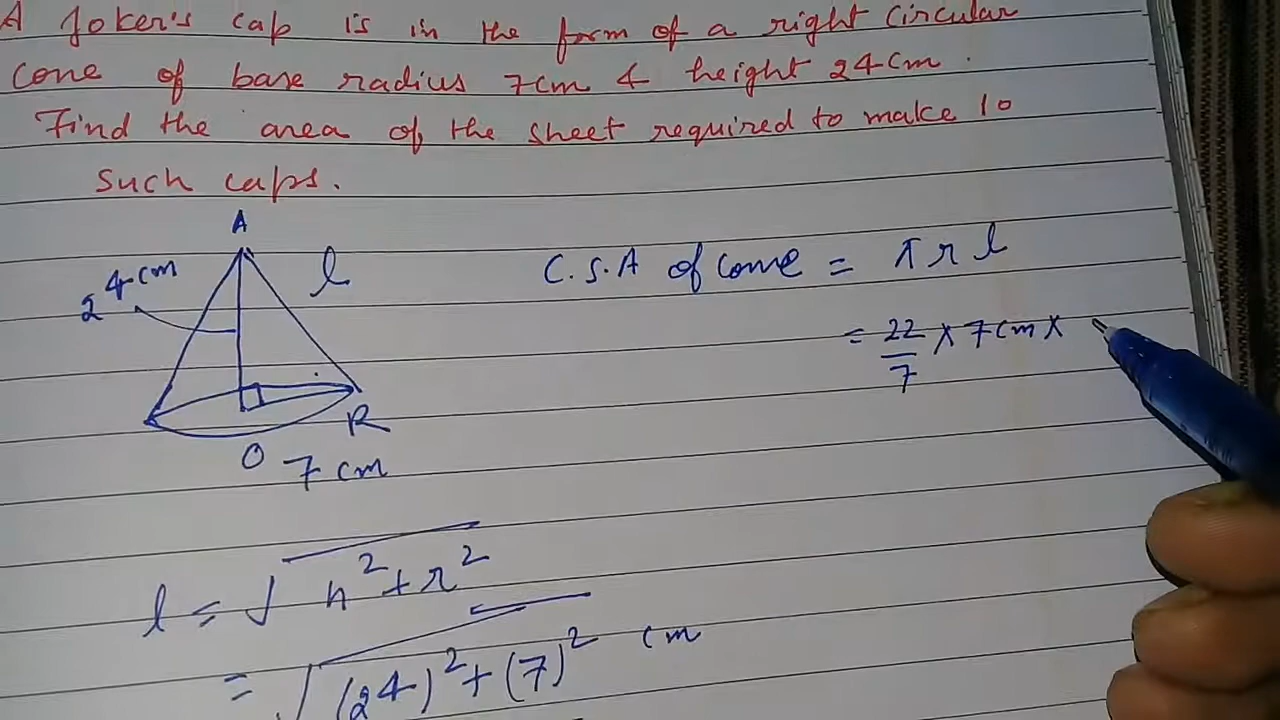 A Joker's cap is in the form of a right circular
cone of base radius 7cm & height 24cm.
Find the area of the sheet required to make 10
such caps.
A
24cm
l
C.S.A of cone = πrl
= 22/7 × 7cm ×
R
O 7 cm
l = √h²+r²
= √(24)²+(7)² cm